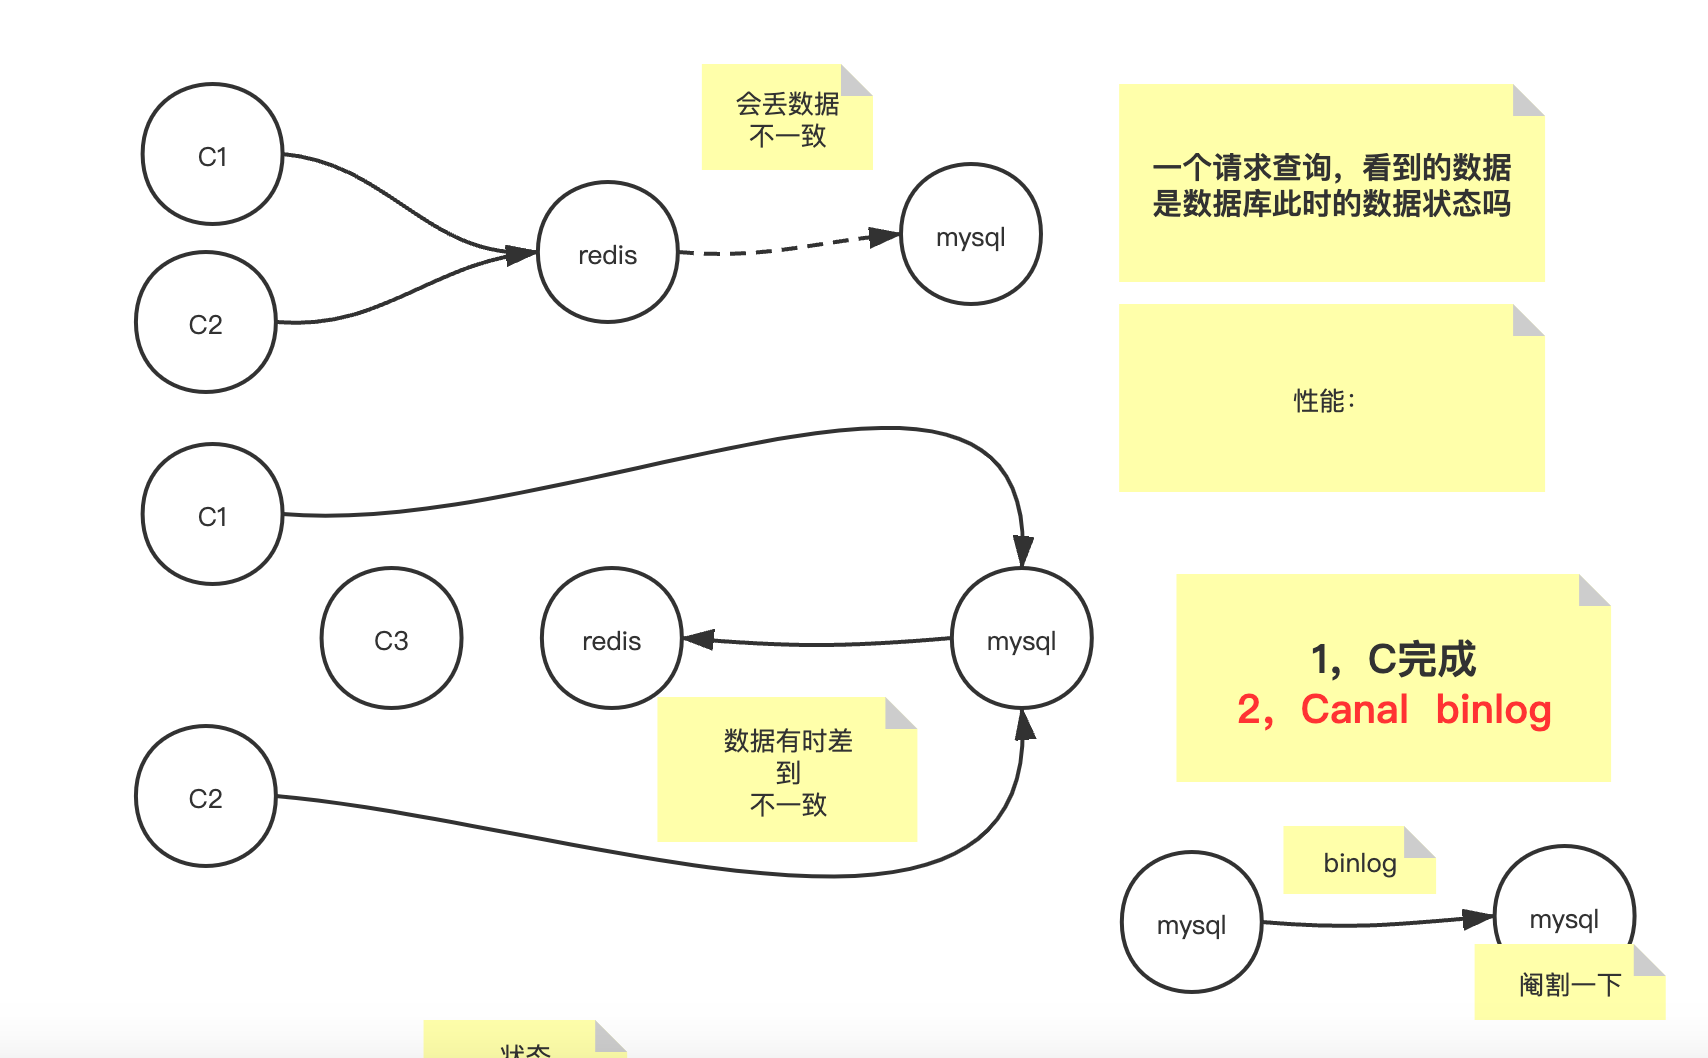 C1
C2
redis
会丢数据
不一致
mysql
一个请求查询，看到的数据
是数据库此时的数据状态吗
性能：
C1
C3
redis
mysql
C2
数据有时差
到
不一致
1，C完成
2，Canal binlog
mysql
binlog
mysql
阉割一下
状态